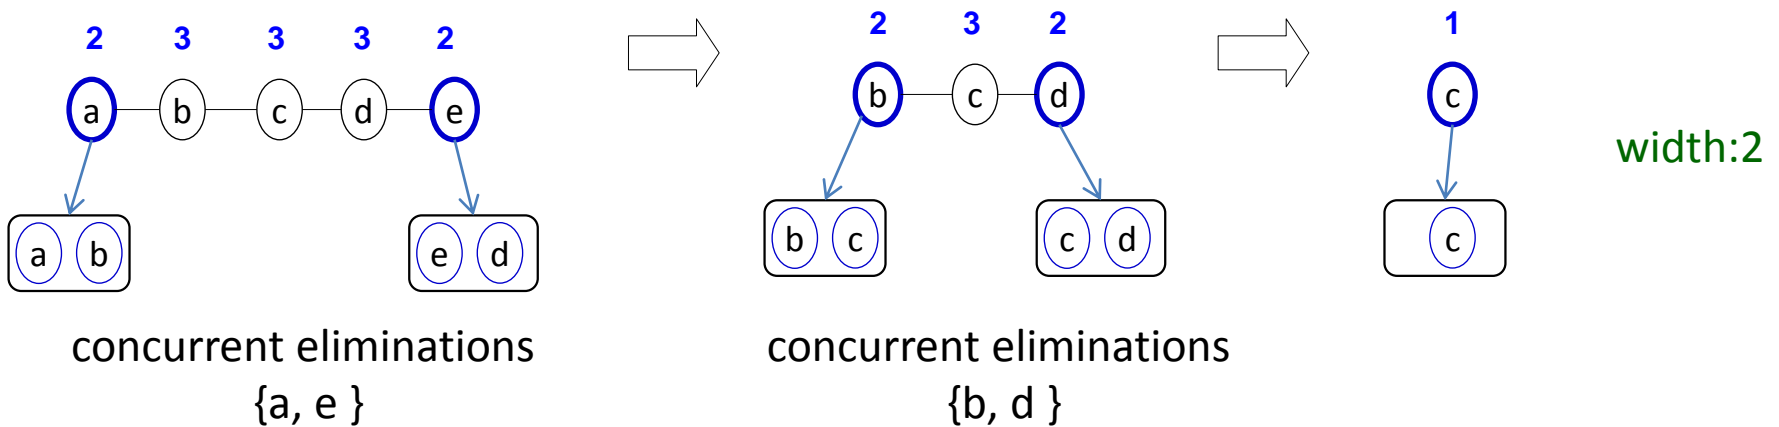 2 3 3 3 2
2 3 2
1
a b c d e
b c d
c
width:2
a b
e d
b c
c d
c
concurrent eliminations
{a, e }
concurrent eliminations
{b, d }